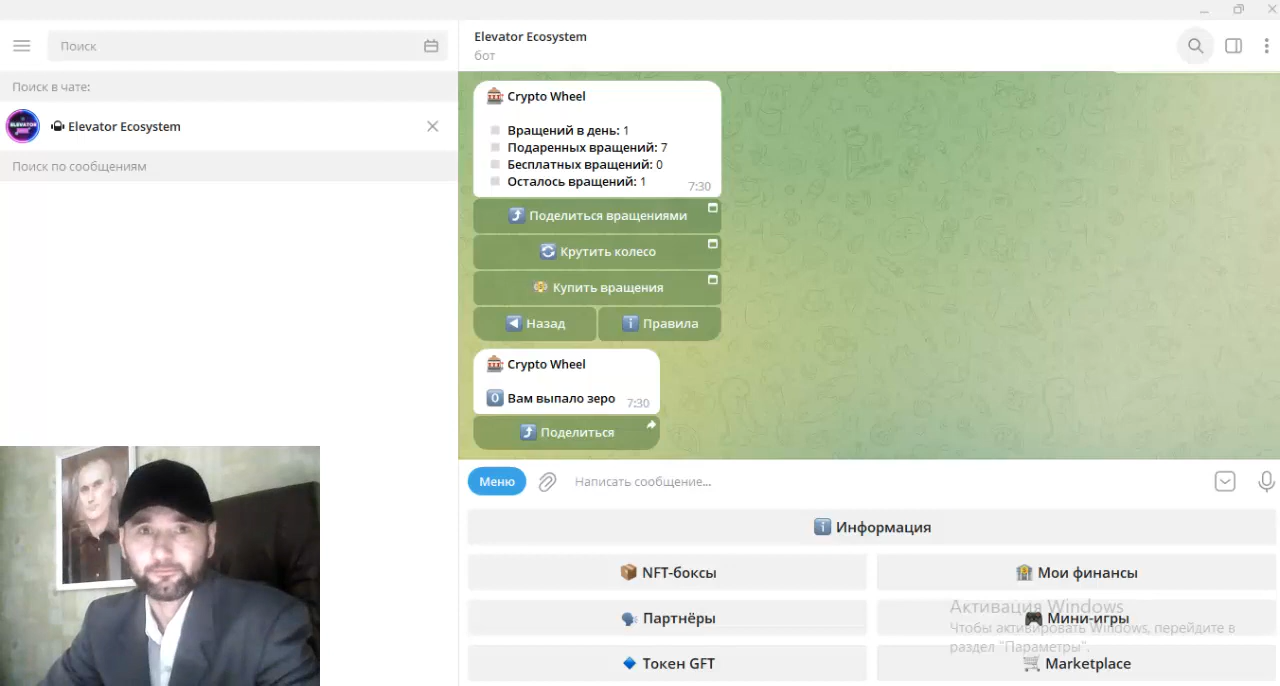 Поиск
Поиск в чате:
ELEVATOR
Elevator Ecosystem
Поиск по сообщениям
Elevator Ecosystem
бот
Crypto Wheel
Вращений в день: 1
Подаренных вращений: 7
Бесплатных вращений: 0
Осталось вращений: 1
7:30
Поделиться вращениями
Крутить колесо
Купить вращения
Назад
Правила
Crypto Wheel
0 Вам выпало зеро
7:30
Поделиться
Меню
Написать сообщение...
Информация
NFT-боксы
Мои финансы
Партнёры
Мини-игры
Токен GFT
Marketplace
Активация Windows
Чтобы активировать Windows, перейдите в
раздел "Параметры".